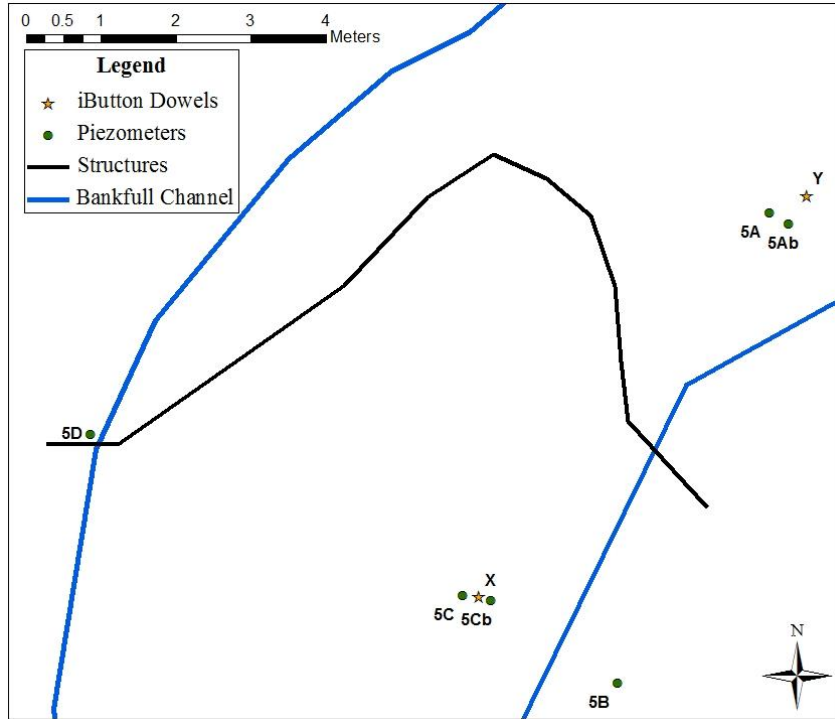 0 0.5 1 2 3 4
Meters
Legend
iButton Dowels
Piezometers
Structures
Bankfull Channel
Y
5A
5Ab
5D
X
5C
5Cb
N
5B